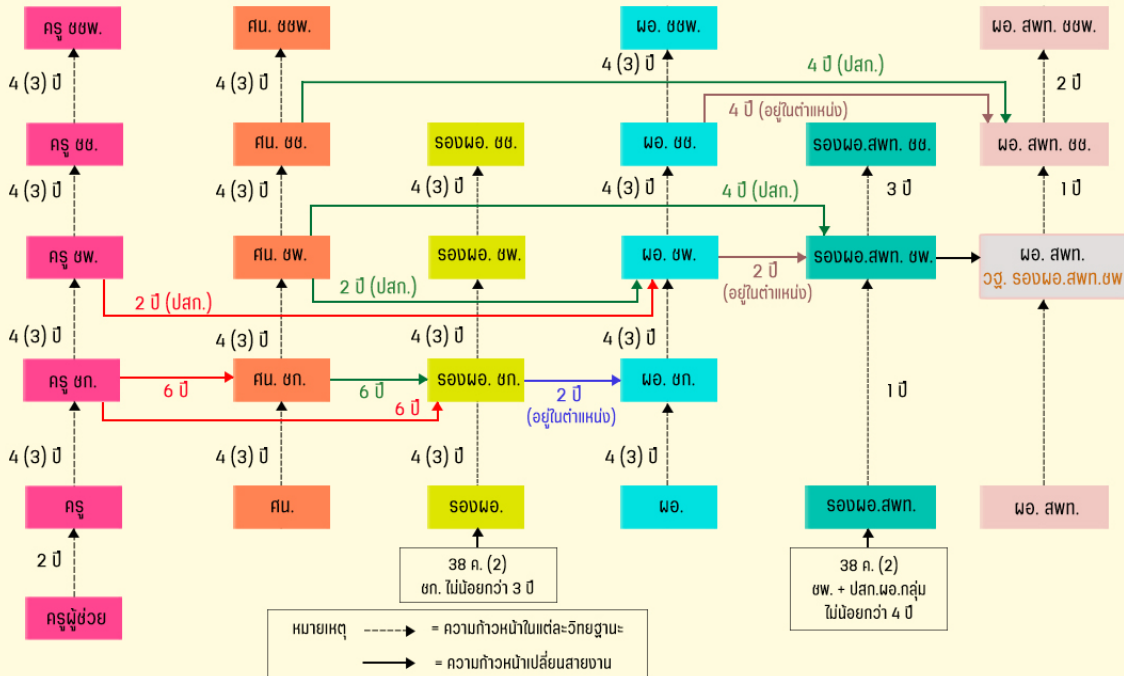 ครู ชชพ.
ศน. ชชพ.
ผอ. ชชพ.
ผอ. สพท. ชชพ.
4 (3) ปี
4 (3) ปี
4 (3) ปี
4 ปี (ปสก.)
2 ปี
4 ปี (อยู่ในตำแหน่ง)
ครู ชช.
ศน. ชช.
รองผอ. ชช.
ผอ. ชช.
รองผอ.สพท. ชช.
ผอ. สพท. ชช.
4 (3) ปี
4 (3) ปี
4 (3) ปี
4 (3) ปี
4 ปี (ปสก.)
3 ปี
1 ปี
ครู ชพ.
ศน. ชพ.
รองผอ. ชพ.
ผอ. ชพ.
รองผอ.สพท. ชพ.
ผอ. สพท.
วฐ. รองผอ.สพท.ชพ
2 ปี (ปสก.)
2 ปี (ปสก.)
2 ปี
(อยู่ในตำแหน่ง)
4 (3) ปี
4 (3) ปี
4 (3) ปี
4 (3) ปี
ครู ชก.
6 ปี
ศน. ชก.
6 ปี
รองผอ. ชก.
2 ปี
(อยู่ในตำแหน่ง)
ผอ. ชก.
6 ปี
1 ปี
4 (3) ปี
4 (3) ปี
4 (3) ปี
4 (3) ปี
ครู
ศน.
รองผอ.
ผอ.
รองผอ.สพท.
ผอ. สพท.
2 ปี
38 ค. (2)
ชก. ไม่น้อยกว่า 3 ปี
38 ค. (2)
ชพ. + ปสก.ผอ.กลุ่ม
ไม่น้อยกว่า 4 ปี
ครูผู้ช่วย
หมายเหตุ = ความก้าวหน้าในแต่ละวิทยฐานะ
= ความก้าวหน้าเปลี่ยนสายงาน